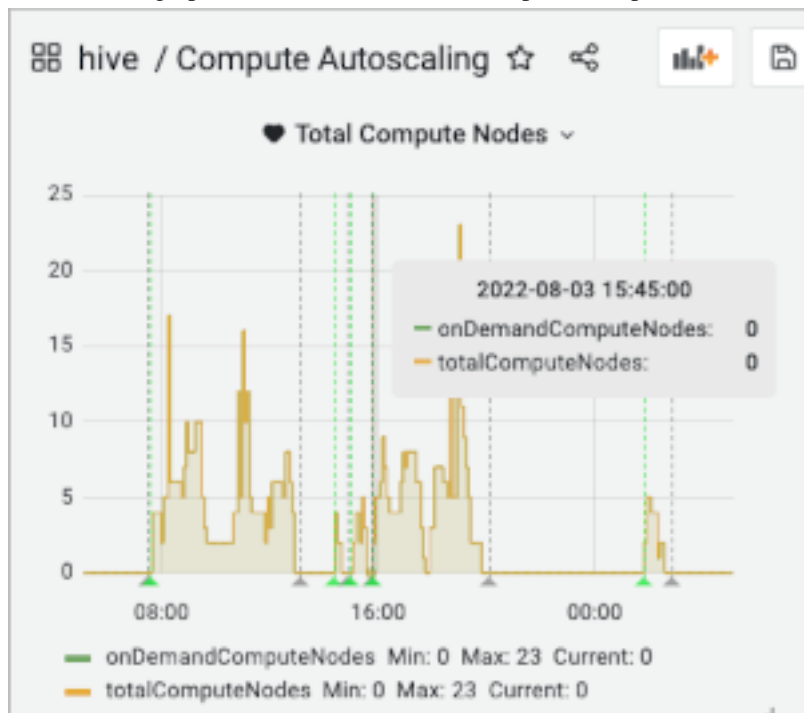 hive / Compute Autoscaling
Total Compute Nodes
25
20
15
10
5
0
2022-08-03 15:45:00
onDemandComputeNodes: 0
totalComputeNodes: 0
08:00 16:00 00:00
onDemandComputeNodes Min: 0 Max: 23 Current: 0
totalComputeNodes Min: 0 Max: 23 Current: 0